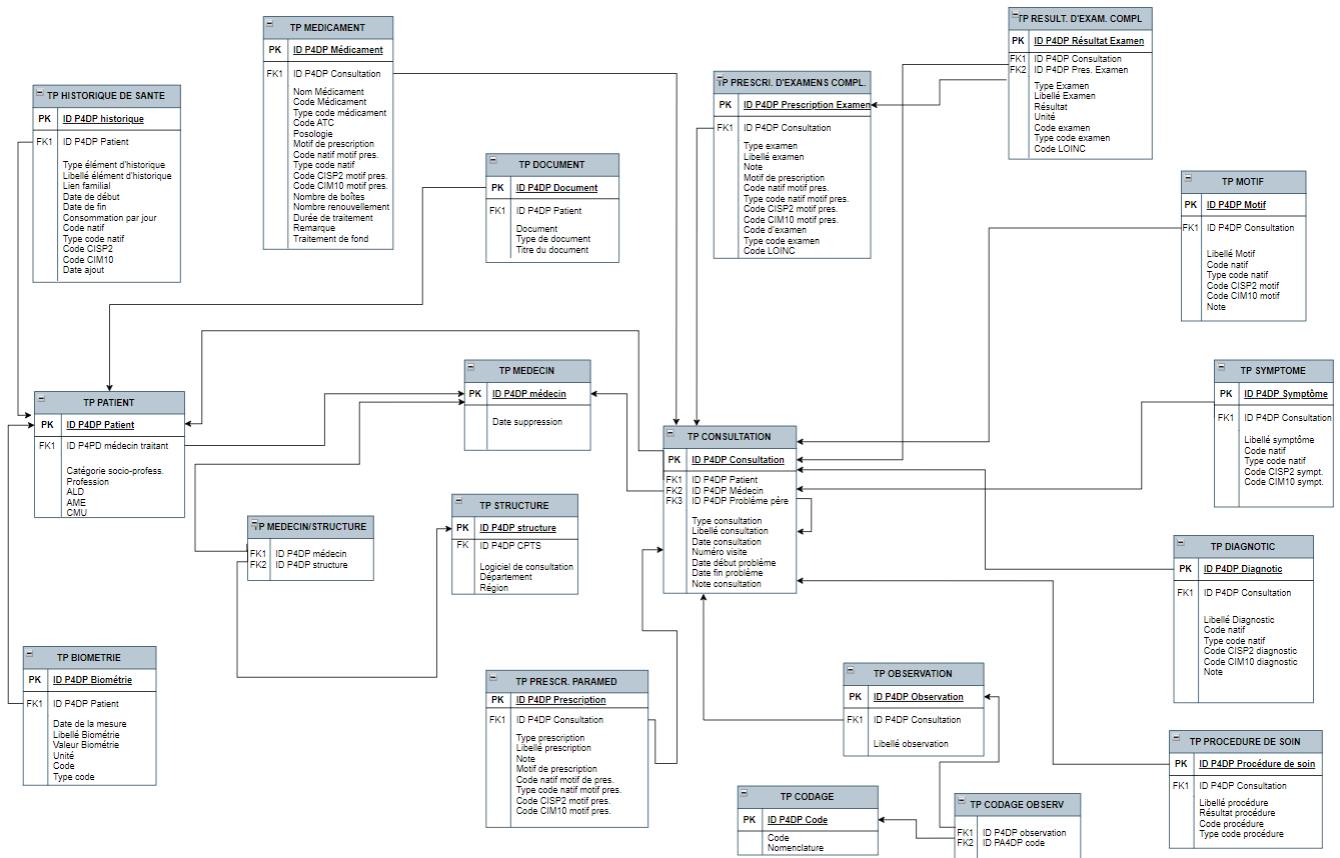 TP MEDICAMENT
PK ID P4DP Médicament
FK1 ID P4DP Consultation
Nom Médicament
Code Médicament
Type code médicament
Code ATC
Posologie
Motif de prescription
Code natif motif pres.
Type code natif
Code CISP2 motif pres.
Code CIM10 motif pres.
Nombre de boîtes
Nombre renouvellement
Durée de traitement
Remarque
Traitement de fond
TP RESULT. D'EXAM. COMPL
PK ID P4DP Résultat Examen
FK1 ID P4DP Consultation
FK2 ID P4DP Pres. Examen
Type Examen
Libellé Examen
Résultat
Unité
Code examen
Type code examen
Code LOINC
TP PRESCRI. D'EXAMENS COMPL.
PK ID P4DP Prescription Examen
FK1 ID P4DP Consultation
Type examen
Libellé examen
Note
Motif de prescription
Code natif motif pres.
Type code natif motif pres.
Code CISP2 motif pres.
Code CIM10 motif pres.
Code d'examen
Type code examen
Code LOINC
TP HISTORIQUE DE SANTE
PK ID P4DP historique
FK1 ID P4DP Patient
Type élément d'historique
Libellé élément d'historique
Lien familial
Date de début
Date de fin
Consommation par jour
Code natif
Type code natif
Code CISP2
Code CIM10
Date ajout
TP DOCUMENT
PK ID P4DP Document
FK1 ID P4DP Patient
Document
Type de document
Titre du document
TP MOTIF
PK ID P4DP Motif
FK1 ID P4DP Consultation
Libellé Motif
Code natif
Type code natif
Code CISP2 motif
Code CIM10 motif
Note
TP MEDECIN
PK ID P4DP médecin
Date suppression
TP SYMPTOME
PK ID P4DP Symptôme
FK1 ID P4DP Consultation
Libellé symptôme
Code natif
Type code natif
Code CISP2 sympt.
Code CIM10 sympt.
TP PATIENT
PK ID P4DP Patient
FK1 ID P4PD médecin traitant
Catégorie socio-profess.
Profession
ALD
AME
CMU
TP CONSULTATION
PK ID P4DP Consultation
FK1 ID P4DP Patient
FK2 ID P4DP Médecin
FK3 ID P4DP Problème père
Type consultation
Libellé consultation
Date consultation
Numéro visite
Date début problème
Date fin problème
Note consultation
TP STRUCTURE
PK ID P4DP structure
FK ID P4DP CPTS
Logiciel de consultation
Département
Région
TP MEDECIN/STRUCTURE
FK1 ID P4DP médecin
FK2 ID P4DP structure
TP DIAGNOTIC
PK ID P4DP Diagnotic
FK1 ID P4DP Consultation
Libellé Diagnostic
Code natif
Type code natif
Code CISP2 diagnostic
Code CIM10 diagnostic
Note
TP BIOMETRIE
PK ID P4DP Biométrie
FK1 ID P4DP Patient
Date de la mesure
Libellé Biométrie
Valeur Biométrie
Unité
Code
Type code
TP PRESCR. PARAMED
PK ID P4DP Prescription
FK1 ID P4DP Consultation
Type prescription
Libellé prescription
Note
Motif de prescription
Code natif motif de pres.
Type code natif motif pres.
Code CISP2 motif pres.
Code CIM10 motif pres.
TP OBSERVATION
PK ID P4DP Observation
FK1 ID P4DP Consultation
Libellé observation
TP PROCEDURE DE SOIN
PK ID P4DP Procédure de soin
FK1 ID P4DP Consultation
Libellé procédure
Résultat procédure
Code procédure
Type code procédure
TP CODAGE
PK ID P4DP Code
Code
Nomenclature
TP CODAGE OBSERV
FK1 ID P4DP observation
FK2 ID PA4DP code